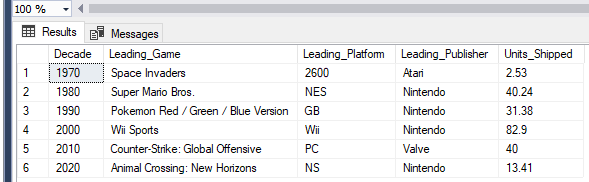 100 %
Results Messages
Decade Leading_Game Leading_Platform Leading_Publisher Units_Shipped
1 1970 Space Invaders 2600 Atari 2.53
2 1980 Super Mario Bros. NES Nintendo 40.24
3 1990 Pokemon Red / Green / Blue Version GB Nintendo 31.38
4 2000 Wii Sports Wii Nintendo 82.9
5 2010 Counter-Strike: Global Offensive PC Valve 40
6 2020 Animal Crossing: New Horizons NS Nintendo 13.41